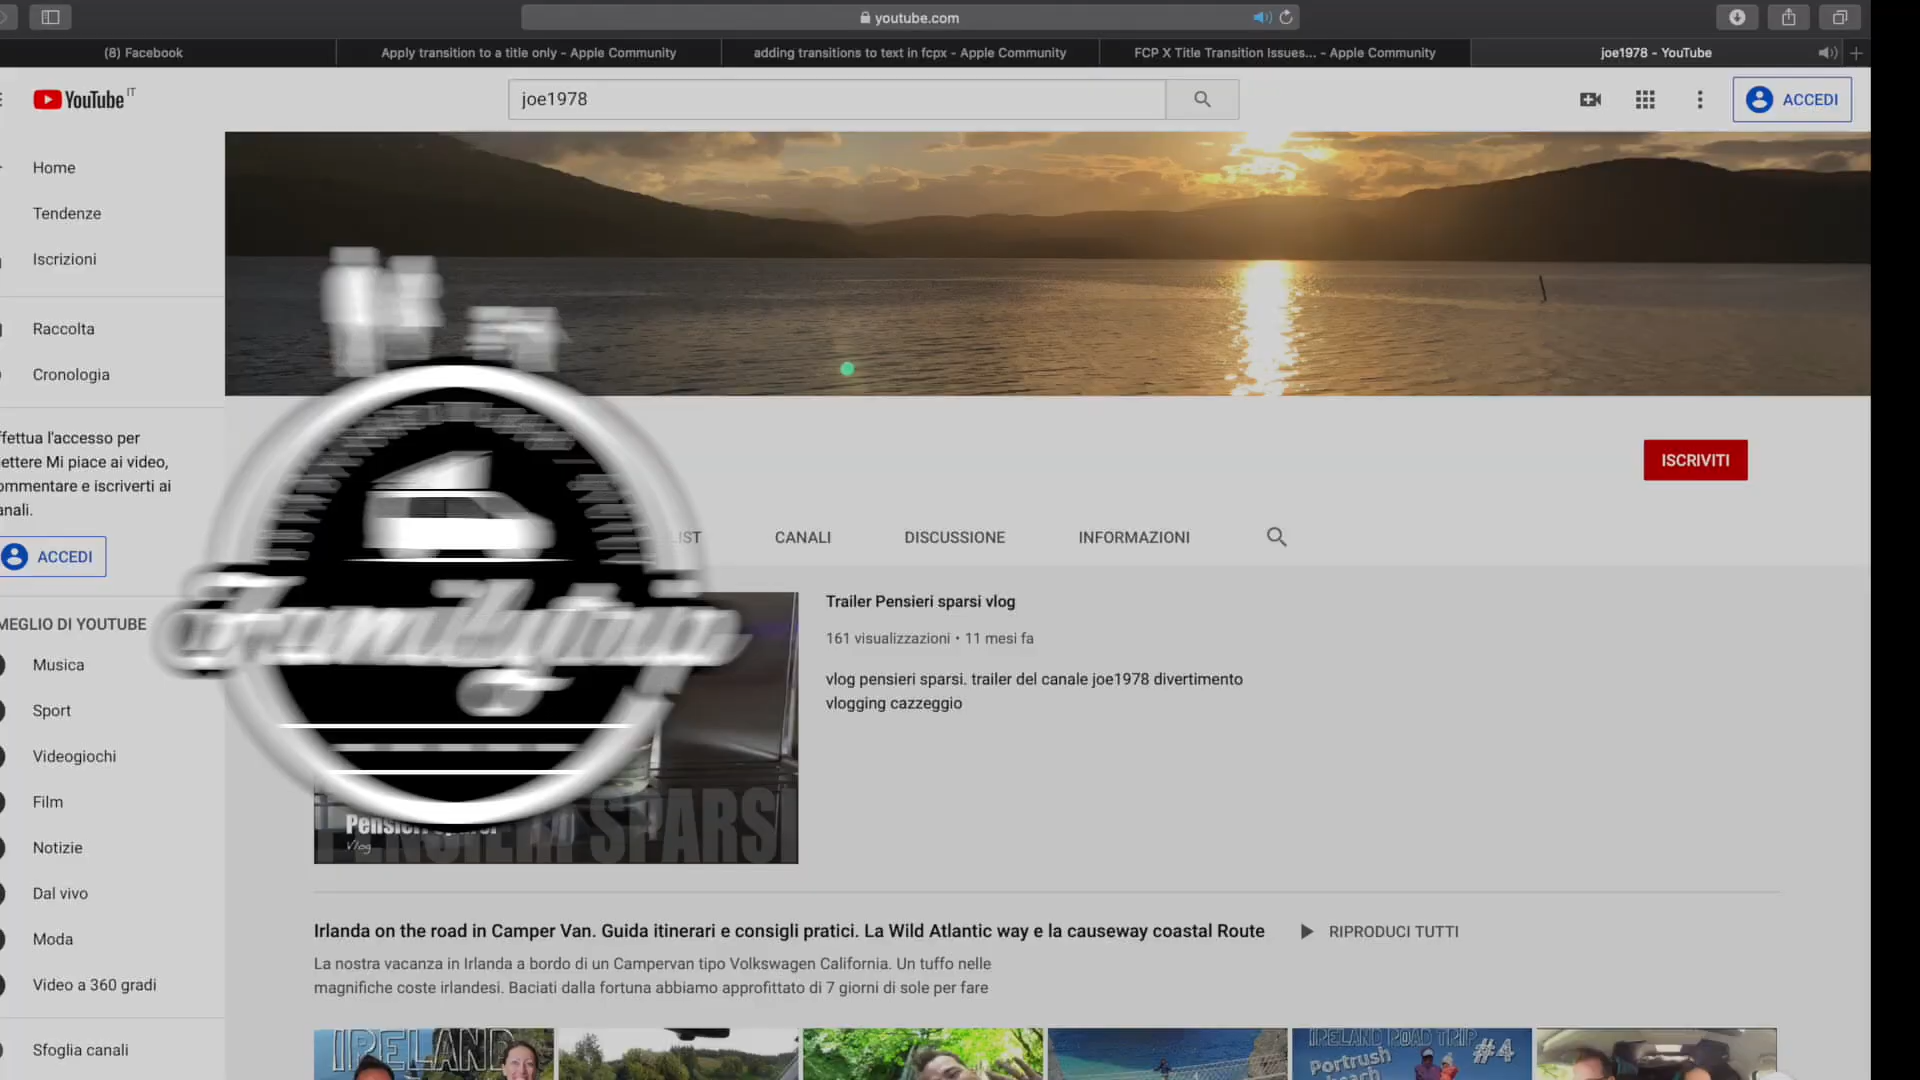 youtube.com
(8) Facebook
Apply transition to a title only - Apple Community
adding transitions to text in fcpx - Apple Community
FCP X Title Transition Issues... - Apple Community
joe1978 - YouTube
YouTube IT
joe1978
ACCEDI
Home
Tendenze
Iscrizioni
Raccolta
Cronologia
ffettua l'accesso per
ettere Mi piace ai video,
ommentare e iscriverti ai
anali.
ACCEDI
MEGLIO DI YOUTUBE
Musica
Sport
Videogiochi
Film
Notizie
Dal vivo
Moda
Video a 360 gradi
Sfoglia canali
ISCRIVITI
LIST
CANALI
DISCUSSIONE
INFORMAZIONI
Trailer Pensieri sparsi vlog
161 visualizzazioni • 11 mesi fa
vlog pensieri sparsi. trailer del canale joe1978 divertimento
vlogging cazzeggio
SPARSI
Vlog
Irlanda on the road in Camper Van. Guida itinerari e consigli pratici. La Wild Atlantic way e la causeway coastal Route
RIPRODUCI TUTTI
La nostra vacanza in Irlanda a bordo di un Campervan tipo Volkswagen California. Un tuffo nelle
magnifiche coste irlandesi. Baciati dalla fortuna abbiamo approfittato di 7 giorni di sole per fare
IRELAND
IRELAND ROAD TRIP
Portrush
#4